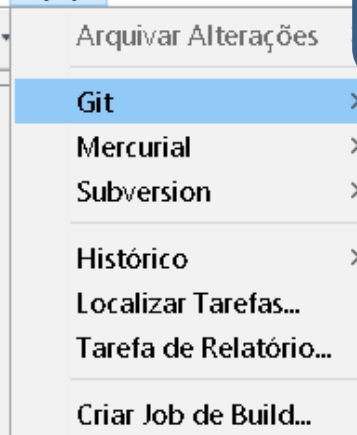 Arquivar Alterações
Git
Mercurial
Subversion
Histórico
Localizar Tarefas...
Tarefa de Relatório...
Criar Job de Build...